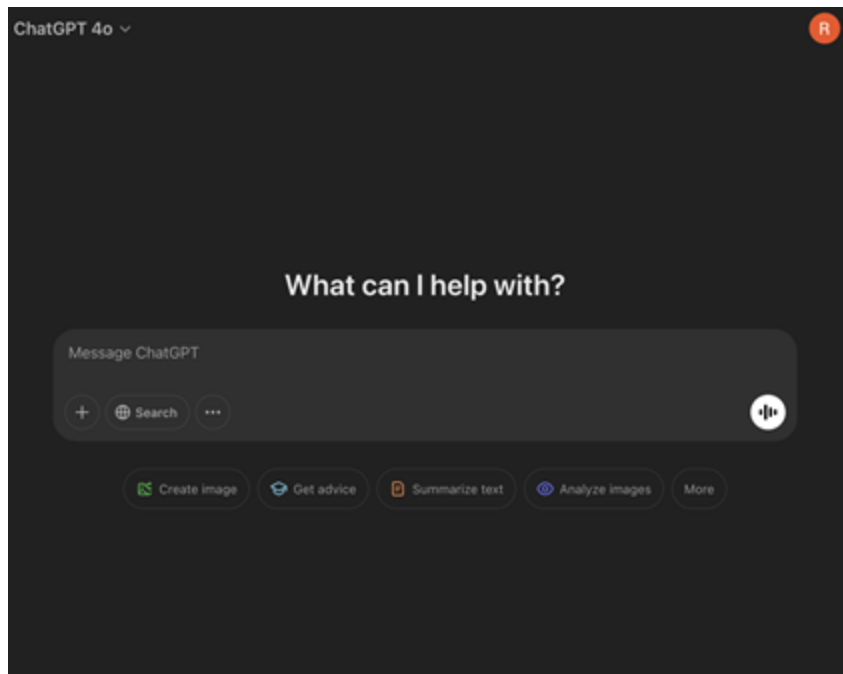 ChatGPT 4o
R
What can I help with?
Message ChatGPT
Search
Create image Get advice Summarize text Analyze images More